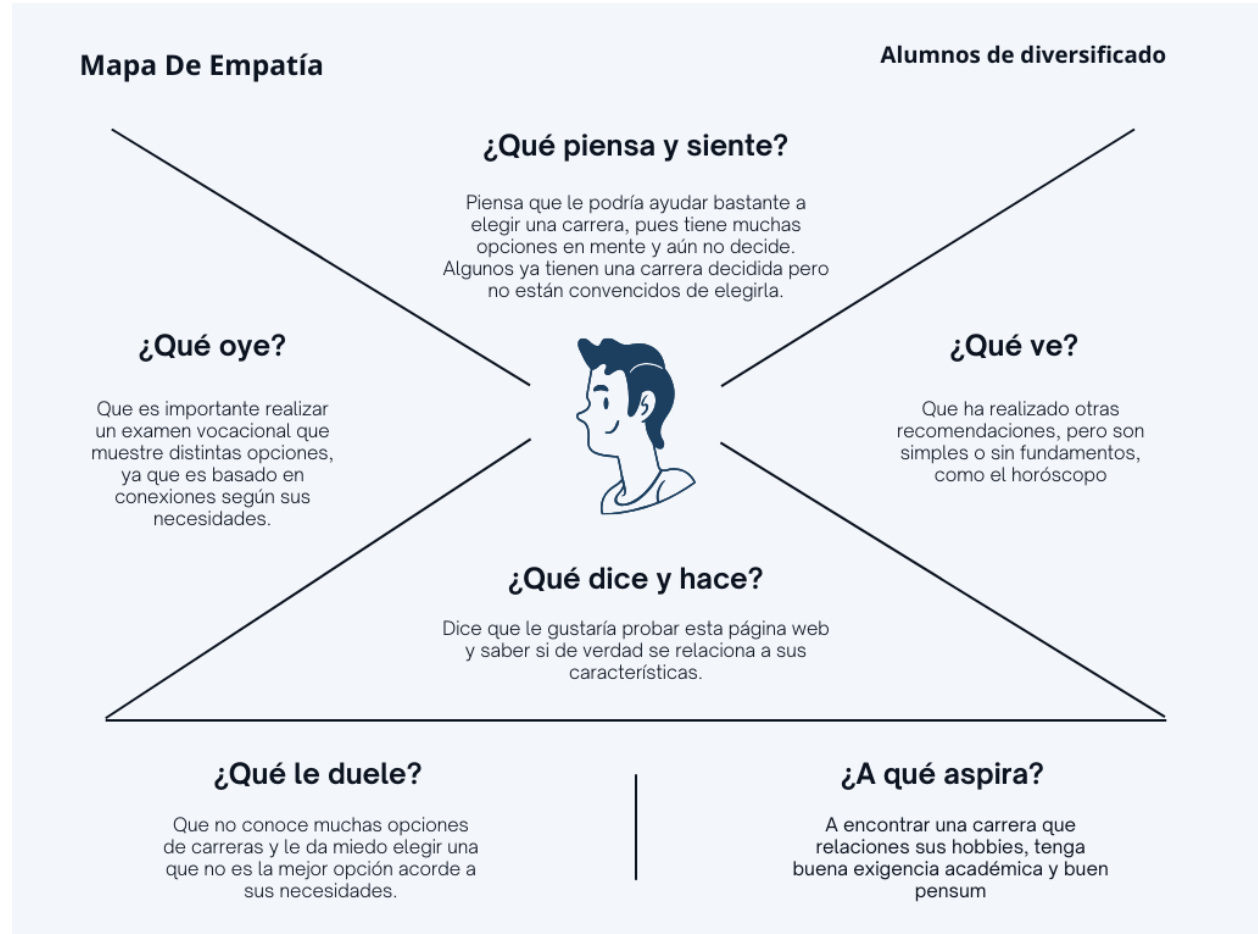 Mapa De Empatía
Alumnos de diversificado
¿Qué piensa y siente?
Piensa que le podría ayudar bastante a
elegir una carrera, pues tiene muchas
opciones en mente y aún no decide.
Algunos ya tienen una carrera decidida pero
no están convencidos de elegirla.
¿Qué oye?
Que es importante realizar
un examen vocacional que
muestre distintas opciones,
ya que es basado en
conexiones según sus
necesidades.
¿Qué ve?
Que ha realizado otras
recomendaciones, pero son
simples o sin fundamentos,
como el horóscopo
¿Qué dice y hace?
Dice que le gustaría probar esta página web
y saber si de verdad se relaciona a sus
características.
¿Qué le duele?
Que no conoce muchas opciones
de carreras y le da miedo elegir una
que no es la mejor opción acorde a
sus necesidades.
¿A qué aspira?
A encontrar una carrera que
relaciones sus hobbies, tenga
buena exigencia académica y buen
pensum